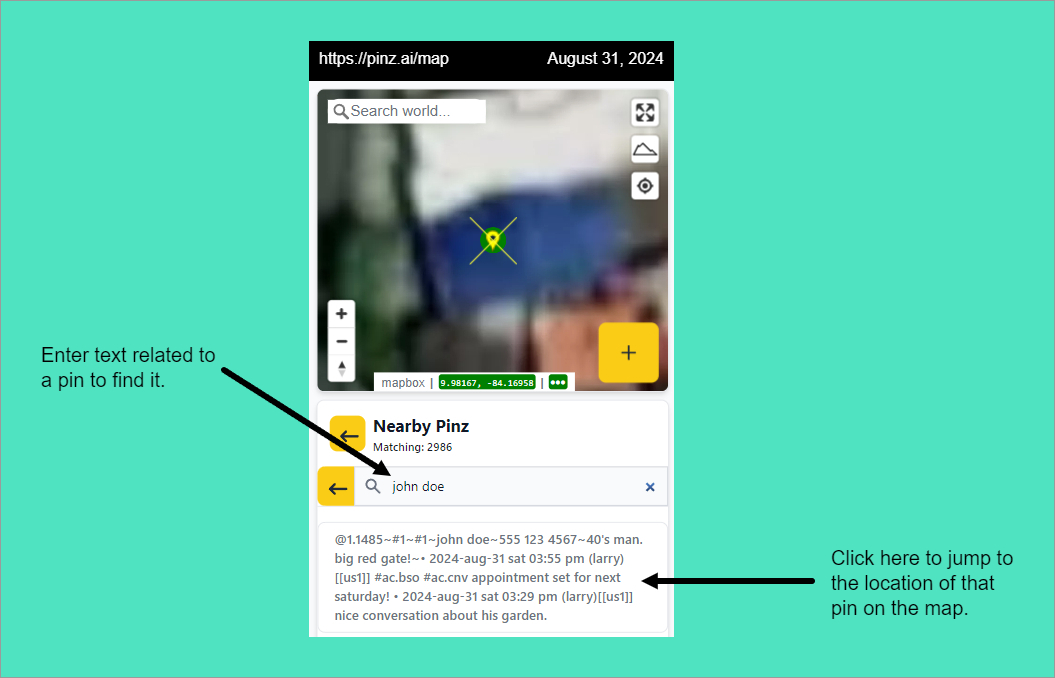 https://pinz.ai/map August 31, 2024
Search world...
mapbox | 9.98167, -84.16958 | •••
Enter text related to
a pin to find it.
Nearby Pinz
Matching: 2986
john doe
@1.1485~#1~#1~john doe~555 123 4567~40's man.
big red gate!~• 2024-aug-31 sat 03:55 pm (larry)
[[us1]] #ac.bso #ac.cnv appointment set for next
saturday! • 2024-aug-31 sat 03:29 pm (larry)[[us1]]
nice conversation about his garden.
Click here to jump to
the location of that
pin on the map.